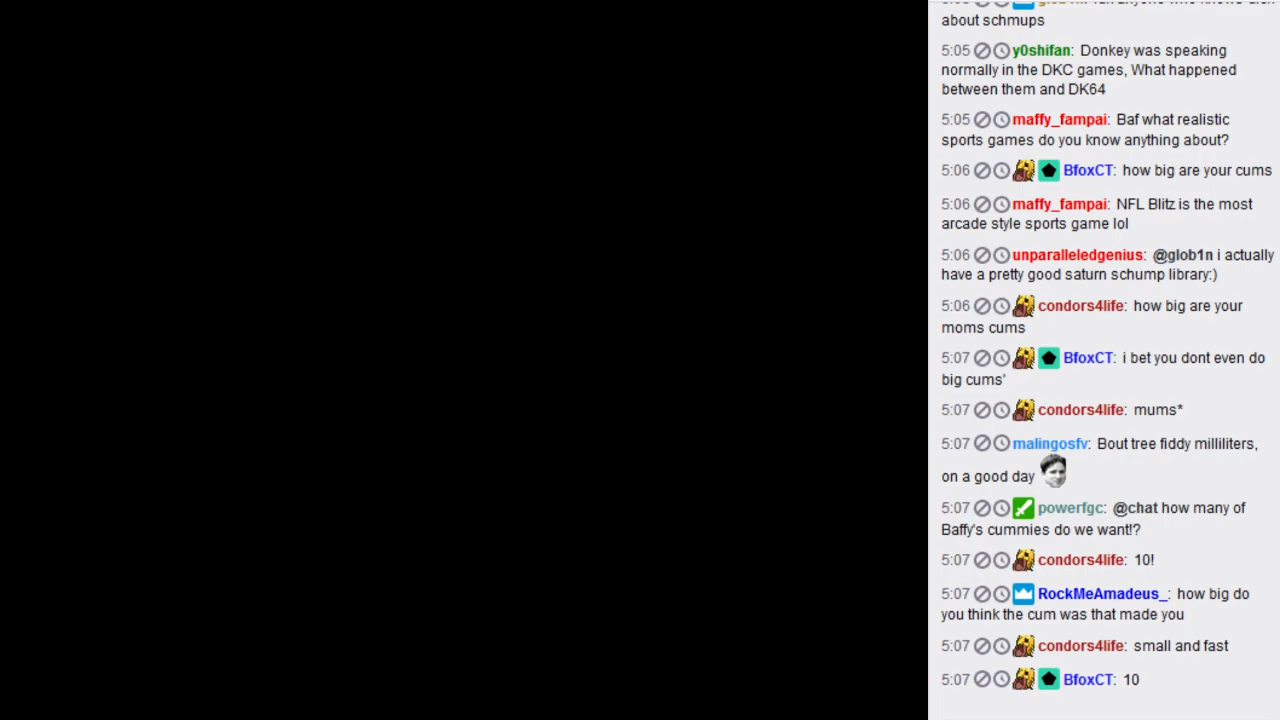 about schmups
5:05 y0shifan: Donkey was speaking
normally in the DKC games, What happened
between them and DK64
5:05 maffy_fampai: Baf what realistic
sports games do you know anything about?
5:06 BfoxCT: how big are your cums
5:06 maffy_fampai: NFL Blitz is the most
arcade style sports game lol
5:06 unparalleledgenius: @glob1n i actually
have a pretty good saturn schump library:)
5:06 condors4life: how big are your
moms cums
5:07 BfoxCT: i bet you dont even do
big cums'
5:07 condors4life: mums*
5:07 malingosfv: Bout tree fiddy milliliters,
on a good day
5:07 powerfgc: @chat how many of
Baffy's cummies do we want!?
5:07 condors4life: 10!
5:07 RockMeAmadeus_: how big do
you think the cum was that made you
5:07 condors4life: small and fast
5:07 BfoxCT: 10